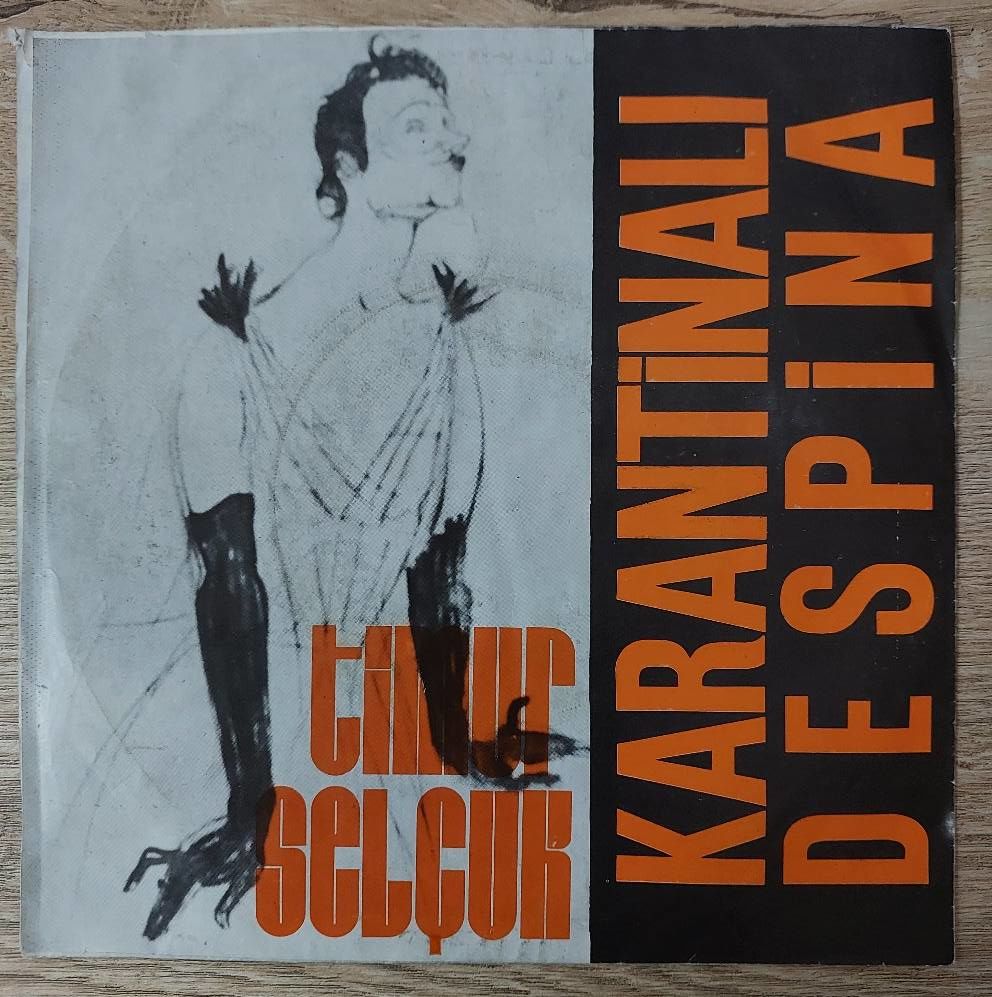 timur
selçuk
KARANTİNALI
DESPİNA